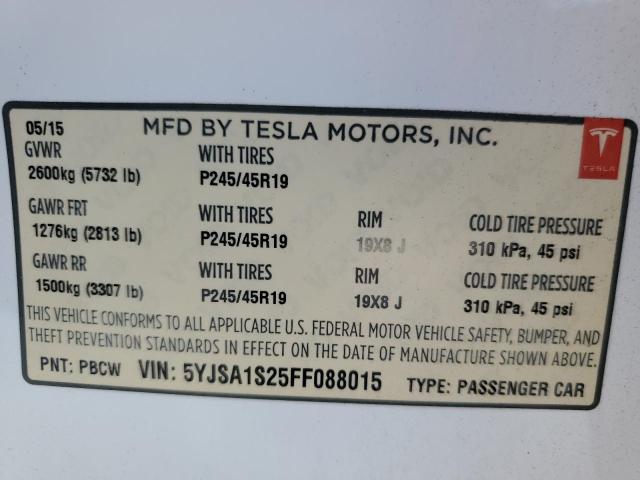 05/15 MFD BY TESLA MOTORS, INC.
TESLA
GVWR WITH TIRES
2600kg (5732 lb) P245/45R19
GAWR FRT WITH TIRES RIM COLD TIRE PRESSURE
1276kg (2813 lb) P245/45R19 19X8 J 310 kPa, 45 psi
GAWR RR WITH TIRES RIM COLD TIRE PRESSURE
1500kg (3307 lb) P245/45R19 19X8 J 310 kPa, 45 psi
THIS VEHICLE CONFORMS TO ALL APPLICABLE U.S. FEDERAL MOTOR VEHICLE SAFETY, BUMPER, AND
THEFT PREVENTION STANDARDS IN EFFECT ON THE DATE OF MANUFACTURE SHOWN ABOVE.
PNT: PBCW VIN: 5YJSA1S25FF088015 TYPE: PASSENGER CAR